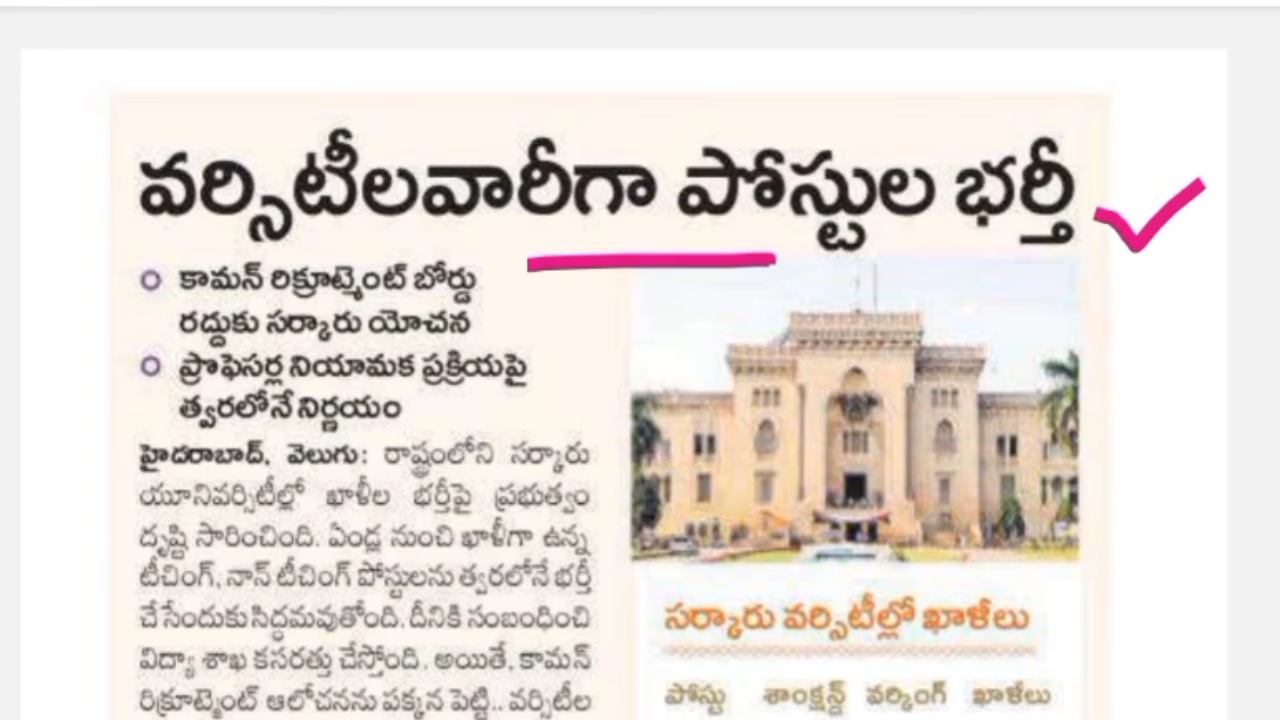 వర్సిటీలవారీగా పోస్టుల భర్తీ
కామన్ రిక్రూట్మెంట్ బోర్డు
రద్దుకు సర్కారు యోచన
ప్రొఫెసర్ల నియామక ప్రక్రియపై
త్వరలోనే నిర్ణయం
హైదరాబాద్, వెలుగు: రాష్ట్రంలోని సర్కారు
యూనివర్సిటీల్లో ఖాళీల భర్తీపై ప్రభుత్వం
దృష్టి సారించింది. ఏండ్ల నుంచి ఖాళీగా ఉన్న
టీచింగ్, నాన్ టీచింగ్ పోస్టులను త్వరలోనే భర్తీ
చేసేందుకు సిద్ధమవుతోంది. దీనికి సంబంధించి
విద్యా శాఖ కసరత్తు చేస్తోంది. అయితే, కామన్
రిక్రూట్మెంట్ ఆలోచనను పక్కన పెట్టి.. వర్సిటీల
సర్కారు వర్సిటీల్లో ఖాళీలు
పోస్టు శాంక్షన్డ్ వర్కింగ్ ఖాళీలు